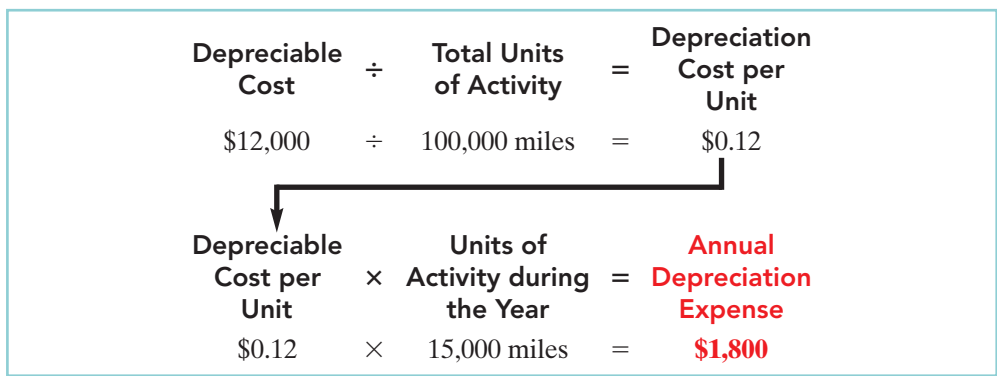 Depreciable ÷ Total Units = Depreciation
Cost of Activity Cost per
Unit
$12,000 ÷ 100,000 miles = $0.12
Depreciable Units of Annual
Cost per × Activity during = Depreciation
Unit the Year Expense
$0.12 × 15,000 miles = $1,800